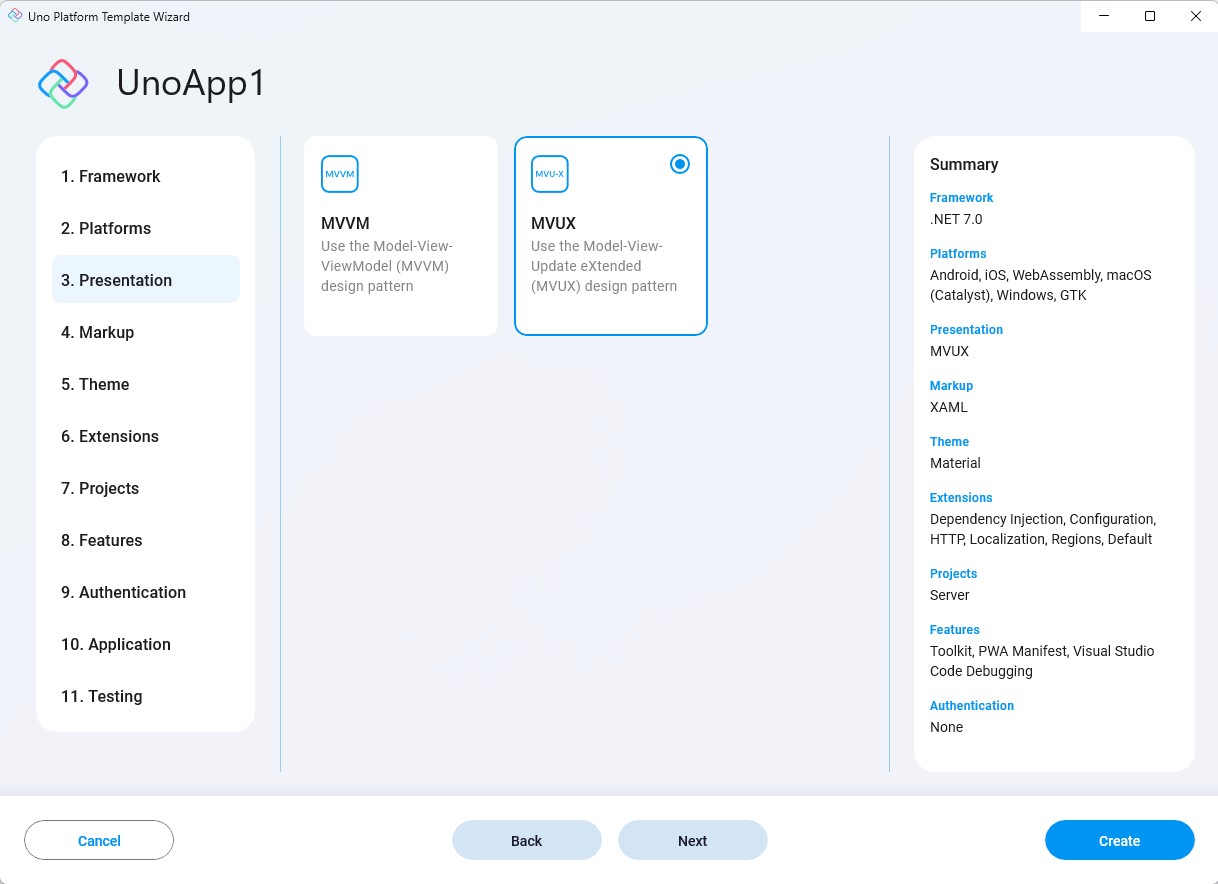 Uno Platform Template Wizard
UnoApp1
1. Framework
2. Platforms
3. Presentation
4. Markup
5. Theme
6. Extensions
7. Projects
8. Features
9. Authentication
10. Application
11. Testing
MVVM
MVVM
Use the Model-View-
ViewModel (MVVM)
design pattern
MVU-X
MVUX
Use the Model-View-
Update eXtended
(MVUX) design pattern
Summary
Framework
.NET 7.0
Platforms
Android, iOS, WebAssembly, macOS
(Catalyst), Windows, GTK
Presentation
MVUX
Markup
XAML
Theme
Material
Extensions
Dependency Injection, Configuration,
HTTP, Localization, Regions, Default
Projects
Server
Features
Toolkit, PWA Manifest, Visual Studio
Code Debugging
Authentication
None
Cancel
Back
Next
Create